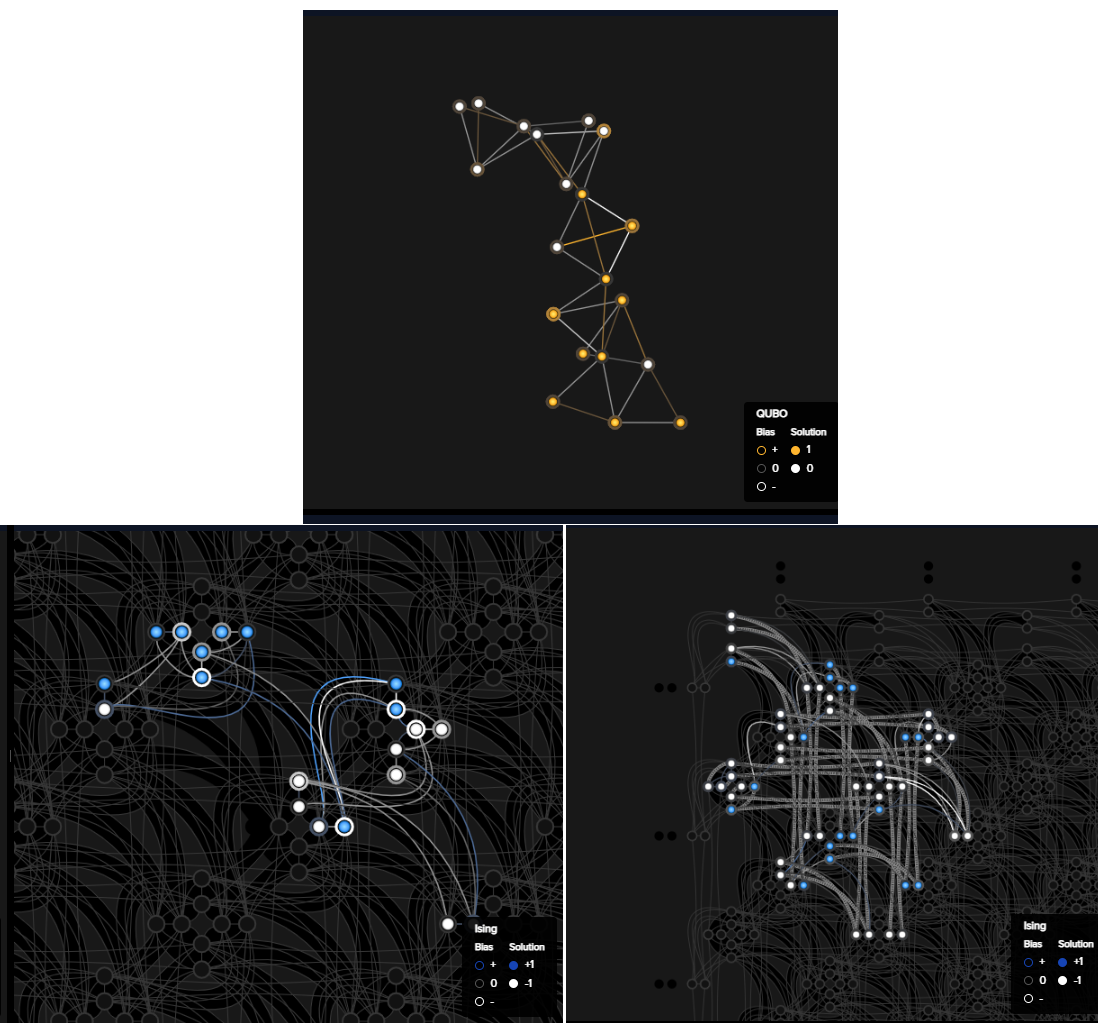 QUBO
Bias Solution
+ 1
0 0
-
Ising
Bias Solution
+ +1
0 -1
-
Ising
Bias Solution
+ +1
0 -1
-